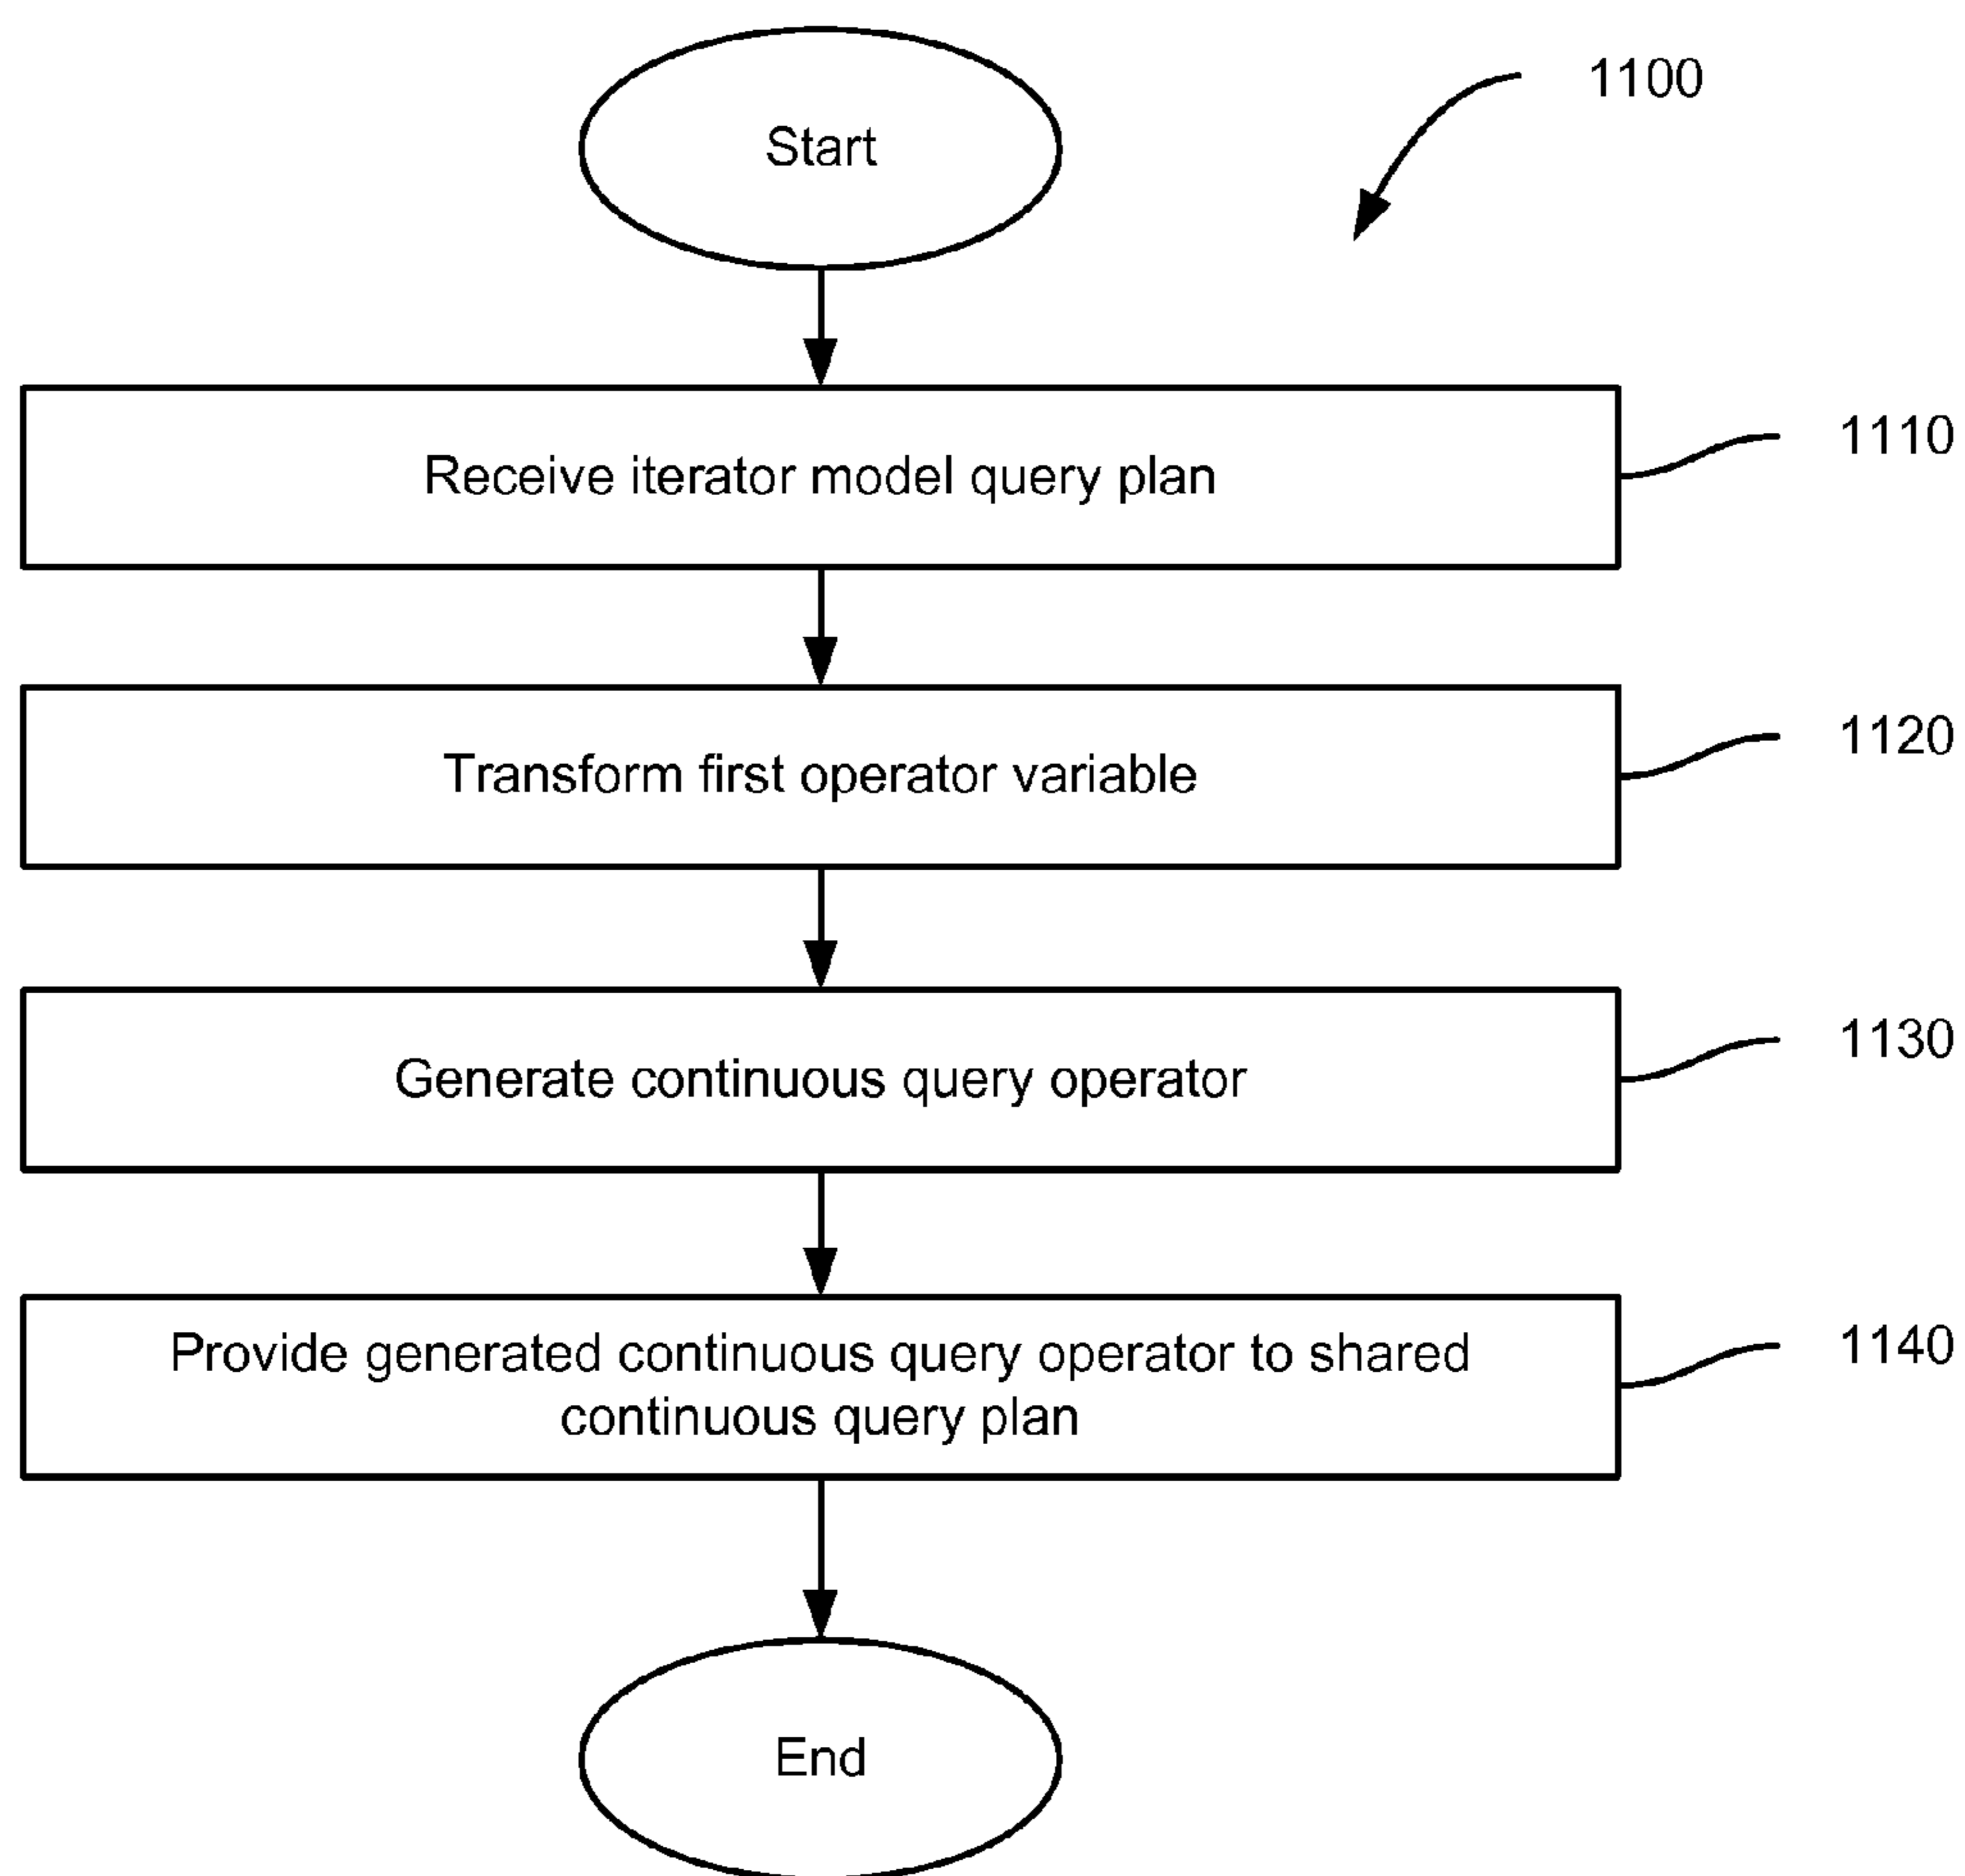 Start
1100
Receive iterator model query plan
1110
Transform first operator variable
1120
Generate continuous query operator
1130
Provide generated continuous query operator to shared
continuous query plan
1140
End